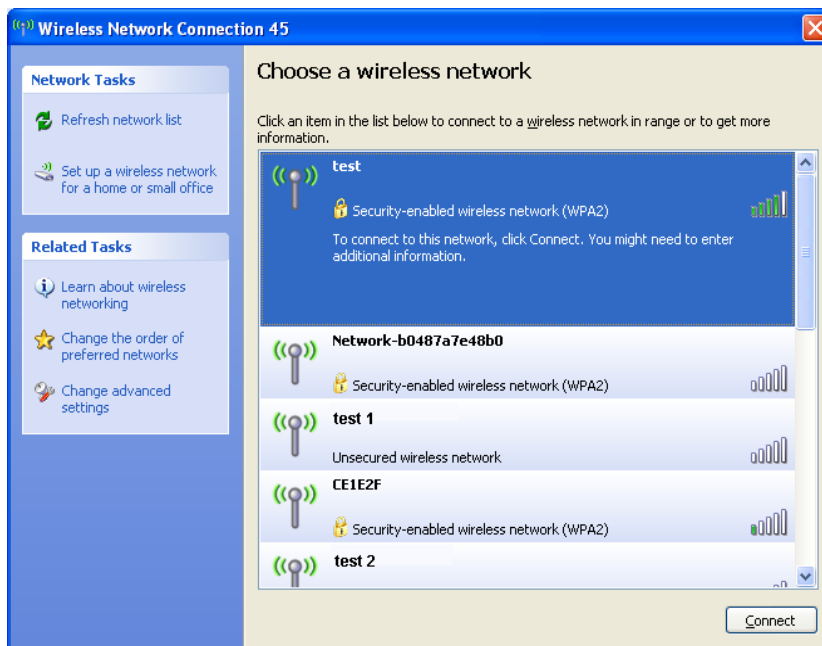 Wireless Network Connection 45
Network Tasks
Refresh network list
Set up a wireless network
for a home or small office
Related Tasks
Learn about wireless
networking
Change the order of
preferred networks
Change advanced
settings
Choose a wireless network
Click an item in the list below to connect to a wireless network in range or to get more
information.
test
Security-enabled wireless network (WPA2)
To connect to this network, click Connect. You might need to enter
additional information.
Network-b0487a7e48b0
Security-enabled wireless network (WPA2)
test 1
Unsecured wireless network
CE1E2F
Security-enabled wireless network (WPA2)
test 2
Connect